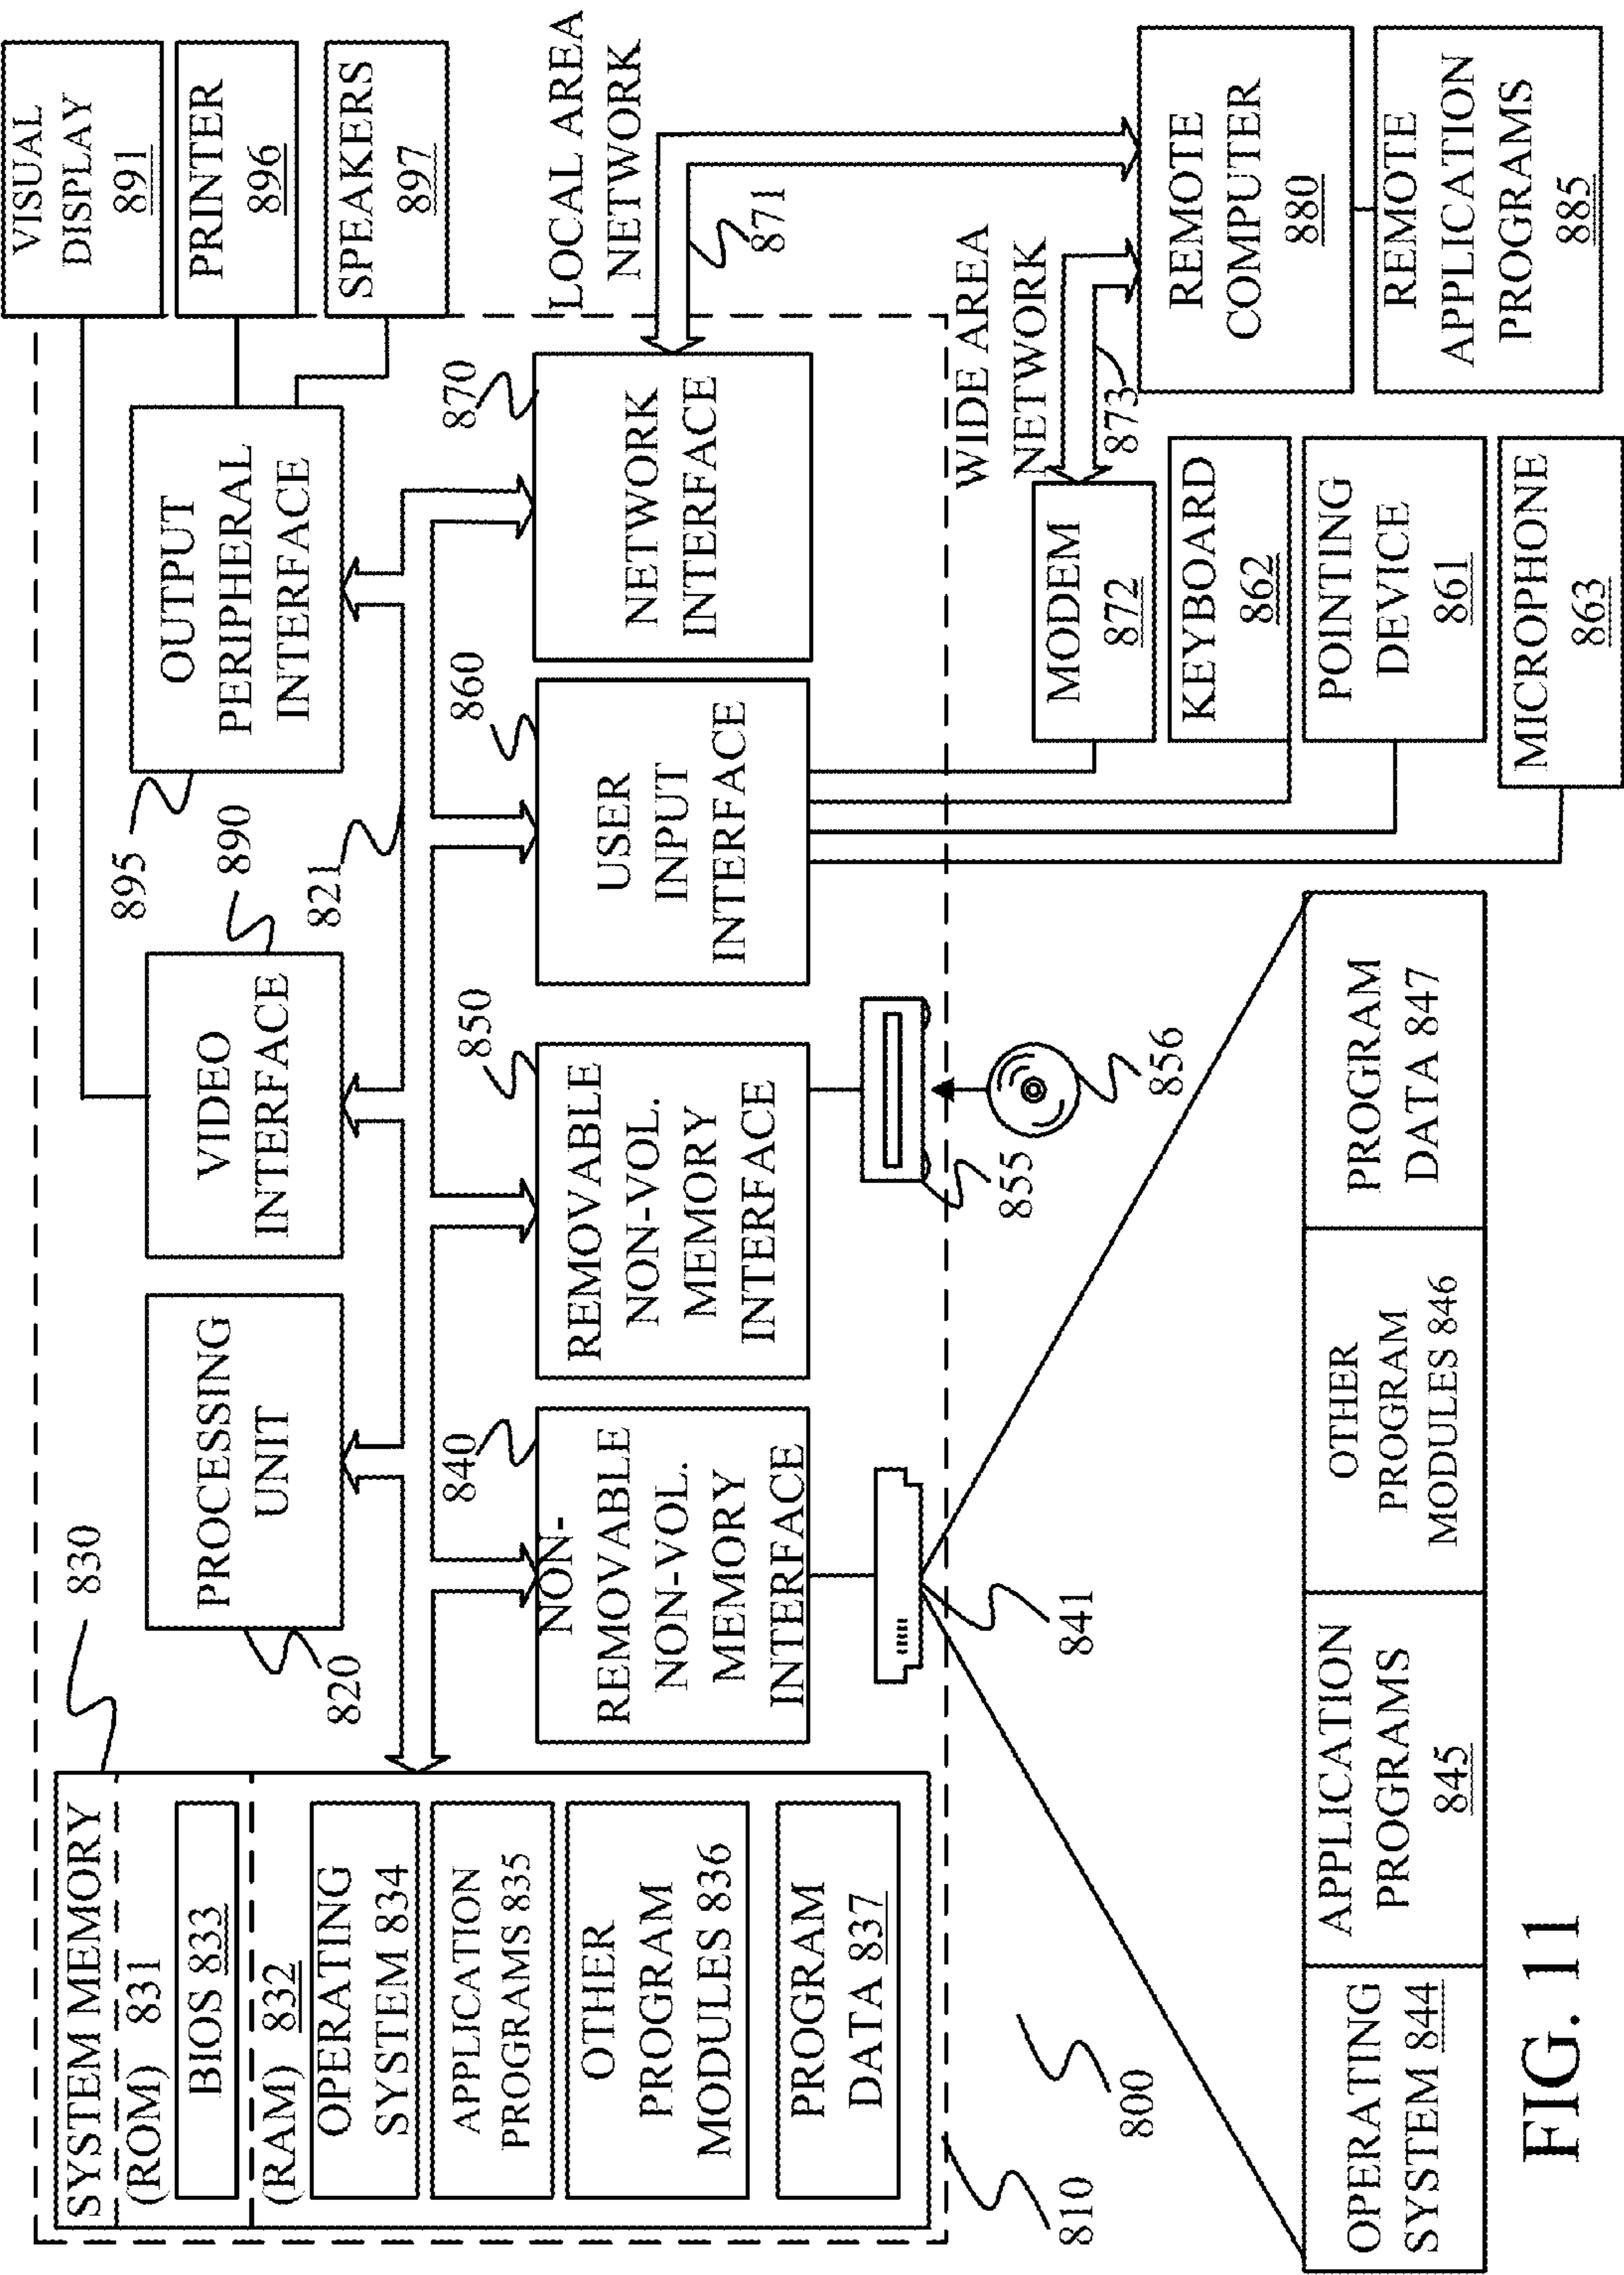 SYSTEM MEMORY
(ROM) 831
BIOS 833
(RAM) 832
OPERATING
SYSTEM 834
APPLICATION
PROGRAMS 835
OTHER
PROGRAM
MODULES 836
PROGRAM
DATA 837
830
820
PROCESSING
UNIT
VIDEO
INTERFACE
890
821
895
OUTPUT
PERIPHERAL
INTERFACE
VISUAL
DISPLAY
891
PRINTER
896
SPEAKERS
897
840
NON-
REMOVABLE
NON-VOL.
MEMORY
INTERFACE
850
REMOVABLE
NON-VOL.
MEMORY
INTERFACE
860
USER
INPUT
INTERFACE
870
NETWORK
INTERFACE
LOCAL AREA
NETWORK
871
810
800
841
855
856
WIDE AREA
NETWORK
873
MODEM
872
KEYBOARD
862
POINTING
DEVICE
861
MICROPHONE
863
REMOTE
COMPUTER
880
REMOTE
APPLICATION
PROGRAMS
885
OPERATING
SYSTEM 844
APPLICATION
PROGRAMS
845
OTHER
PROGRAM
MODULES 846
PROGRAM
DATA 847
FIG. 11